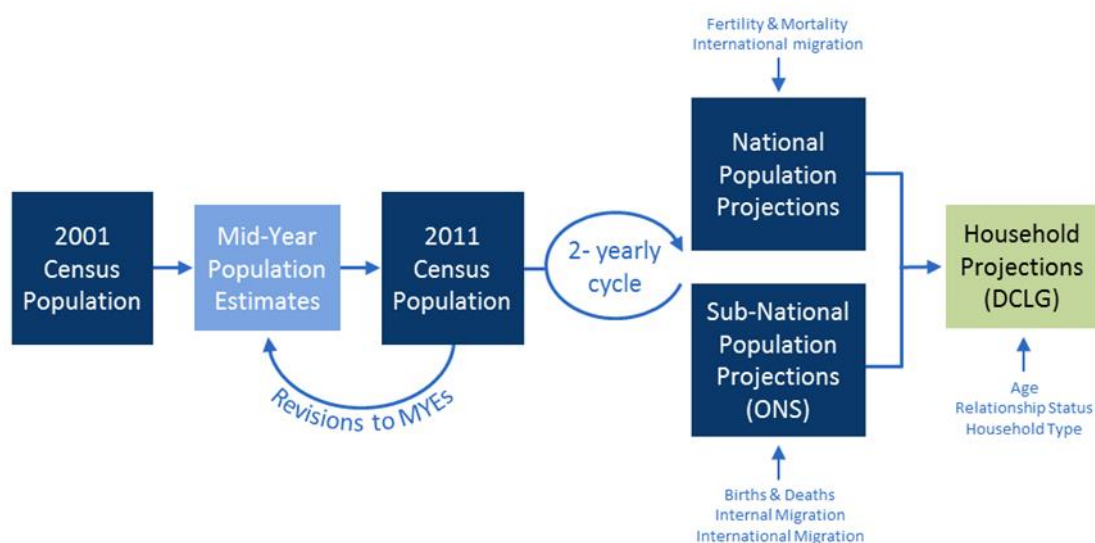 2001
Census
Population
Mid-Year
Population
Estimates
2011
Census
Population
Revisions to MYEs
2- yearly
cycle
Fertility & Mortality
International migration
National
Population
Projections
Sub-National
Population
Projections
(ONS)
Births & Deaths
Internal Migration
International Migration
Household
Projections
(DCLG)
Age
Relationship Status
Household Type